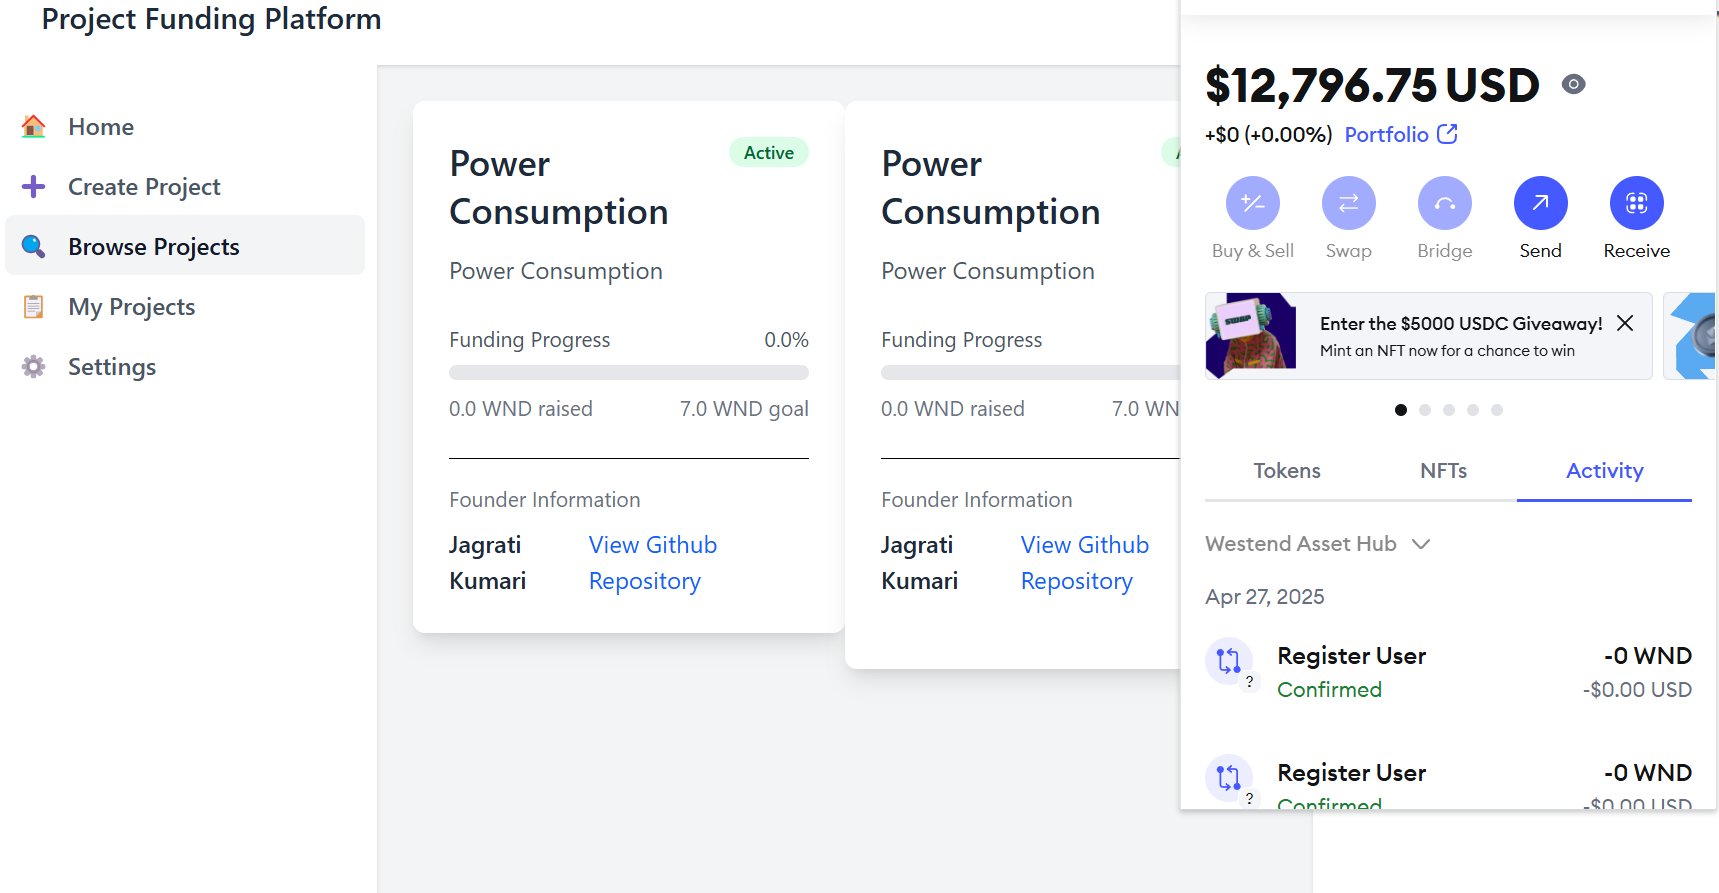 Project Funding Platform
Home
Create Project
Browse Projects
My Projects
Settings
Power
Consumption
Active
Power Consumption
Funding Progress 0.0%
0.0 WND raised 7.0 WND goal
Founder Information
Jagrati
Kumari
View Github
Repository
Power
Consumption
Power Consumption
Funding Progress
0.0 WND raised 7.0 WN
Founder Information
Jagrati
Kumari
View Github
Repository
$12,796.75 USD
+$0 (+0.00%) Portfolio
Buy & Sell Swap Bridge Send Receive
Enter the $5000 USDC Giveaway!
Mint an NFT now for a chance to win
Tokens NFTs Activity
Westend Asset Hub
Apr 27, 2025
Register User -0 WND
? Confirmed -$0.00 USD
Register User -0 WND
? Confirmed -$0.00 USD